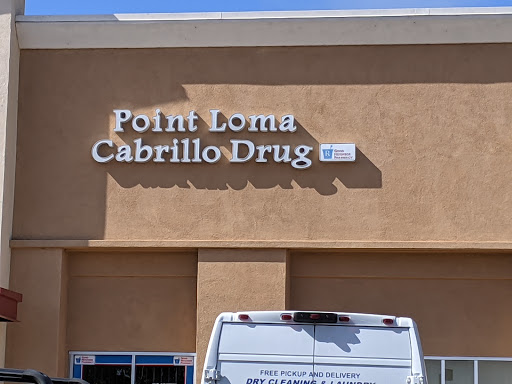 Point Loma
Cabrillo Drug
FREE PICKUP AND DELIVERY
DRY CLEANING & LAUNDRY